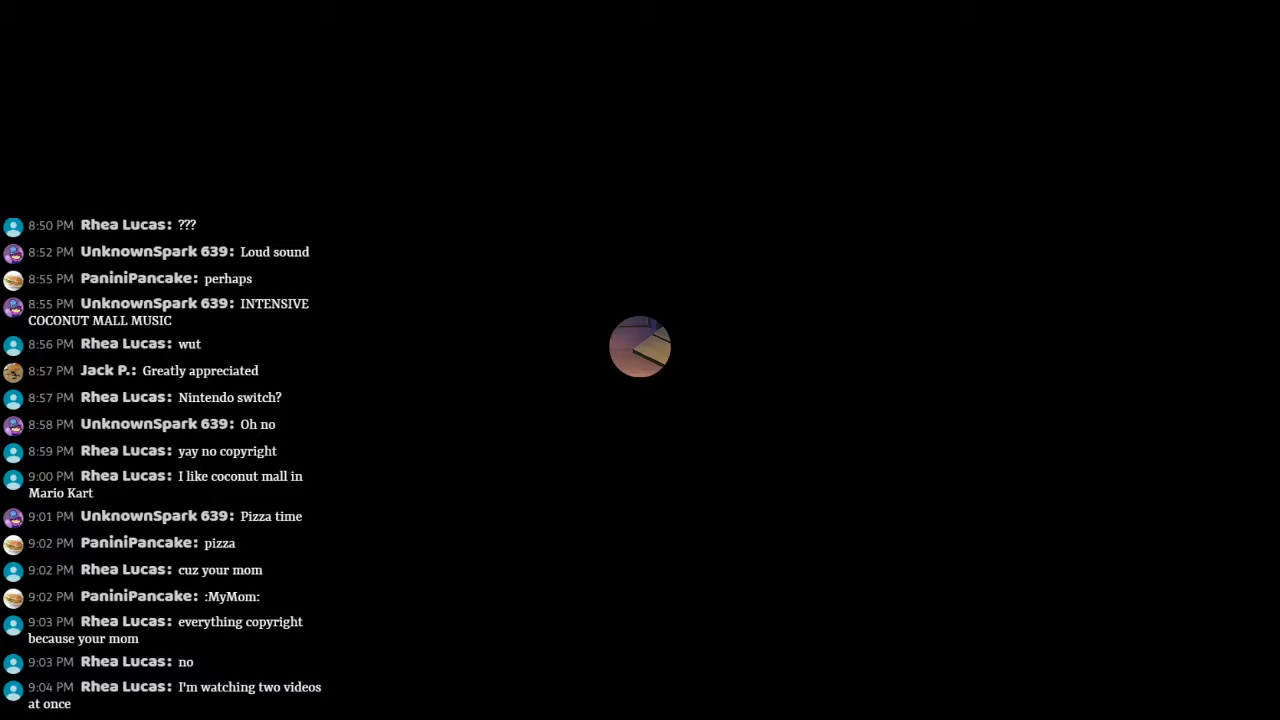 8:50 PM Rhea Lucas: ???
8:52 PM UnknownSpark 639: Loud sound
8:55 PM PaniniPancake: perhaps
8:55 PM UnknownSpark 639: INTENSIVE
COCONUT MALL MUSIC
8:56 PM Rhea Lucas: wut
8:57 PM Jack P.: Greatly appreciated
8:57 PM Rhea Lucas: Nintendo switch?
8:58 PM UnknownSpark 639: Oh no
8:59 PM Rhea Lucas: yay no copyright
9:00 PM Rhea Lucas: I like coconut mall in
Mario Kart
9:01 PM UnknownSpark 639: Pizza time
9:02 PM PaniniPancake: pizza
9:02 PM Rhea Lucas: cuz your mom
9:02 PM PaniniPancake: :MyMom:
9:03 PM Rhea Lucas: everything copyright
because your mom
9:03 PM Rhea Lucas: no
9:04 PM Rhea Lucas: I'm watching two videos
at once